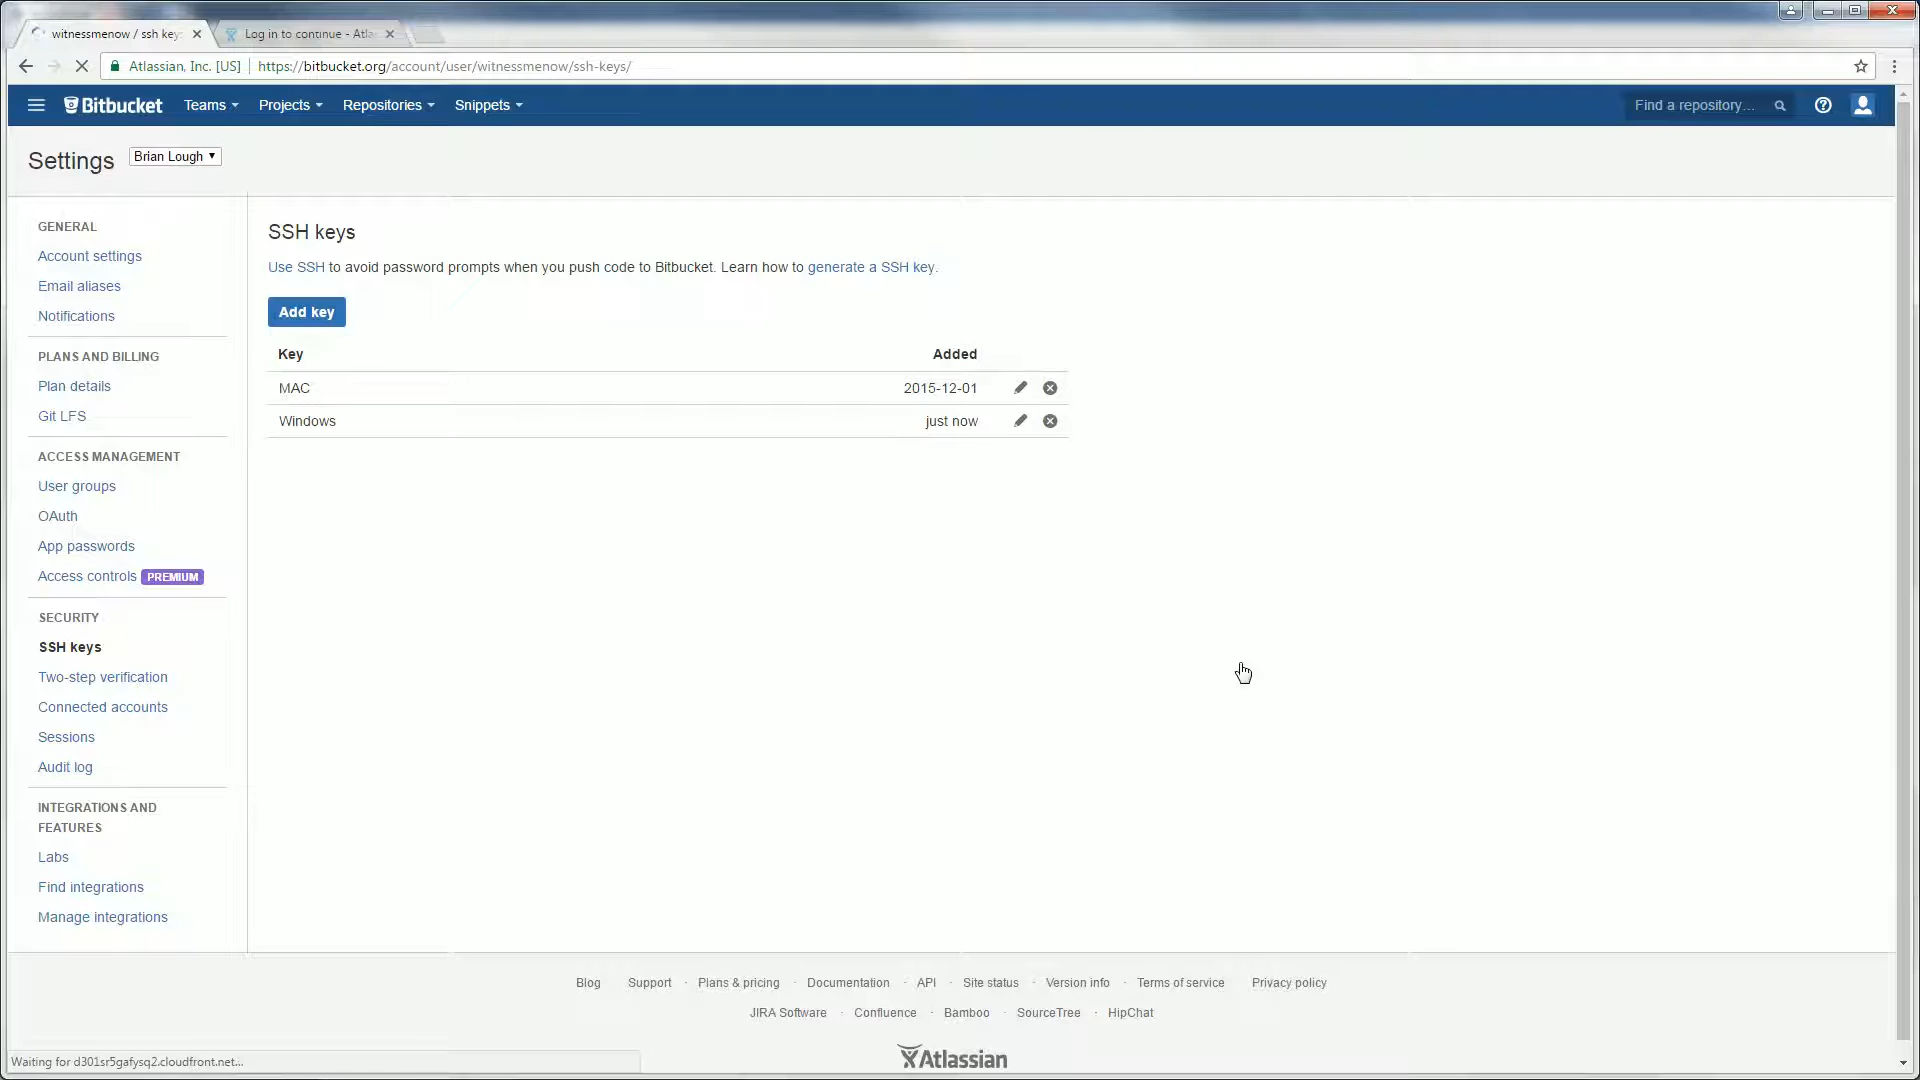 witnessmenow / ssh key
Log in to continue - Atla
Atlassian, Inc. [US] https://bitbucket.org/account/user/witnessmenow/ssh-keys/
Bitbucket Teams Projects Repositories Snippets Find a repository...
Settings Brian Lough
GENERAL
Account settings
Email aliases
Notifications
PLANS AND BILLING
Plan details
Git LFS
ACCESS MANAGEMENT
User groups
OAuth
App passwords
Access controls PREMIUM
SECURITY
SSH keys
Two-step verification
Connected accounts
Sessions
Audit log
INTEGRATIONS AND
FEATURES
Labs
Find integrations
Manage integrations
SSH keys
Use SSH to avoid password prompts when you push code to Bitbucket. Learn how to generate a SSH key.
Add key
Key Added
MAC 2015-12-01
Windows just now
Blog Support · Plans & pricing · Documentation · API · Site status · Version info · Terms of service Privacy policy
JIRA Software · Confluence · Bamboo · SourceTree · HipChat
Atlassian
Waiting for d301sr5gafysq2.cloudfront.net...